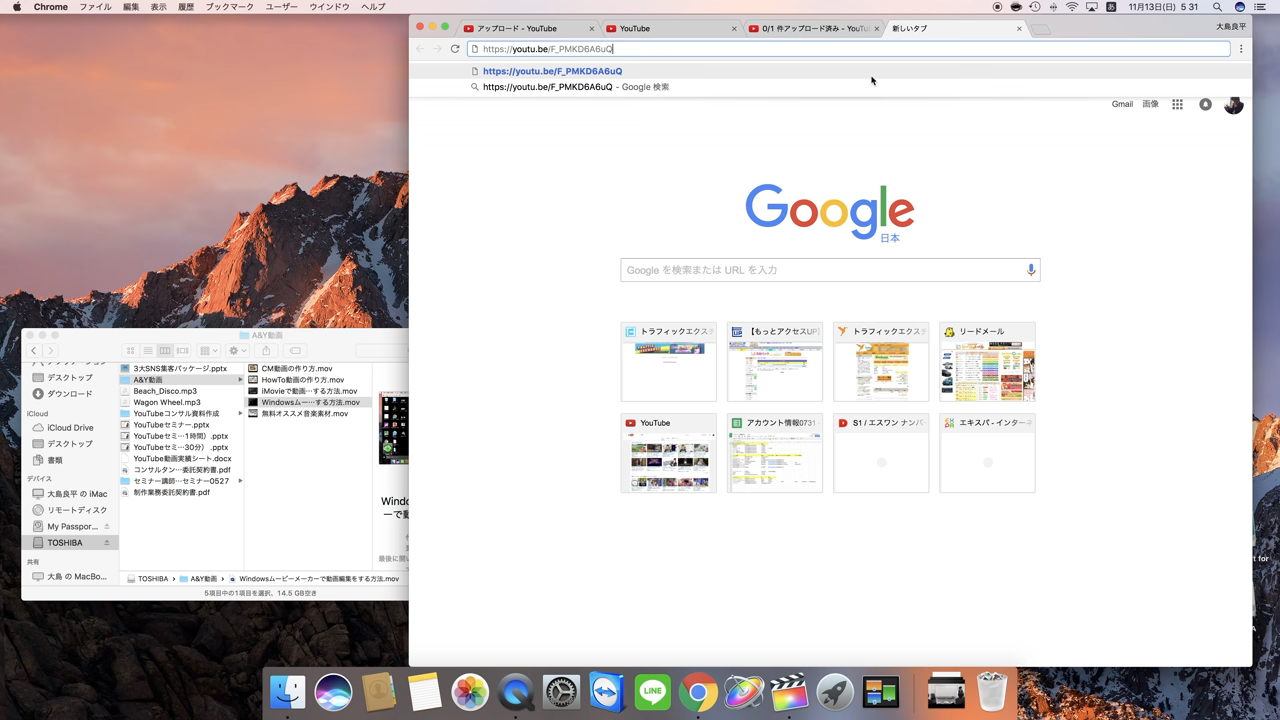 Chrome ファイル 編集 表示 履歴 ブックマーク ユーザー ウインドウ ヘルプ
11月13日(日) 5 31
アップロード - YouTube
YouTube
0/1 件アップロード済み - YouTu
新しいタブ
大島良平
https://youtu.be/F_PMKD6A6uQ
https://youtu.be/F_PMKD6A6uQ
https://youtu.be/F_PMKD6A6uQ - Google 検索
Gmail 画像
Google
日本
Google を検索または URL を入力
トラフィックエクス
【もっとアクセスUP】
トラフィックエクス
リードメール
YouTube
アカウント情報0731
S1 / エスワン ナンバ
エキスパ - インターネ
A&Y動画
デスクトップ
ダウンロード
iCloud
iCloud Drive
デスクトップ
書類
デバイス
大島良平 の iMac
リモートディスク
My Passpor...
TOSHIBA
共有
大島 の MacBo...
3大SNS集客パッケージ.pptx
A&Y動画
Beach_Disco.mp3
Wagon Wheel.mp3
YouTubeコンサル資料作成
YouTubeセミナー.pptx
YouTubeセミ…1時間）.pptx
YouTubeセミ…30分）.pptx
YouTube動画実績シート.docx
コンサルタン…委託契約書.pdf
セミナー講師…セミナー0527
制作業務委託契約書.pdf
CM動画の作り方.mov
HowTo動画の作り方.mov
iMovieで動画…する方法.mov
Windowsムー…する方法.mov
無料オススメ音楽素材.mov
Windo
ーで動
最後に開い
TOSHIBA › A&Y動画 › Windowsムービーメーカーで動画編集をする方法.mov
5項目中の1項目を選択、14.5 GB空き
LINE